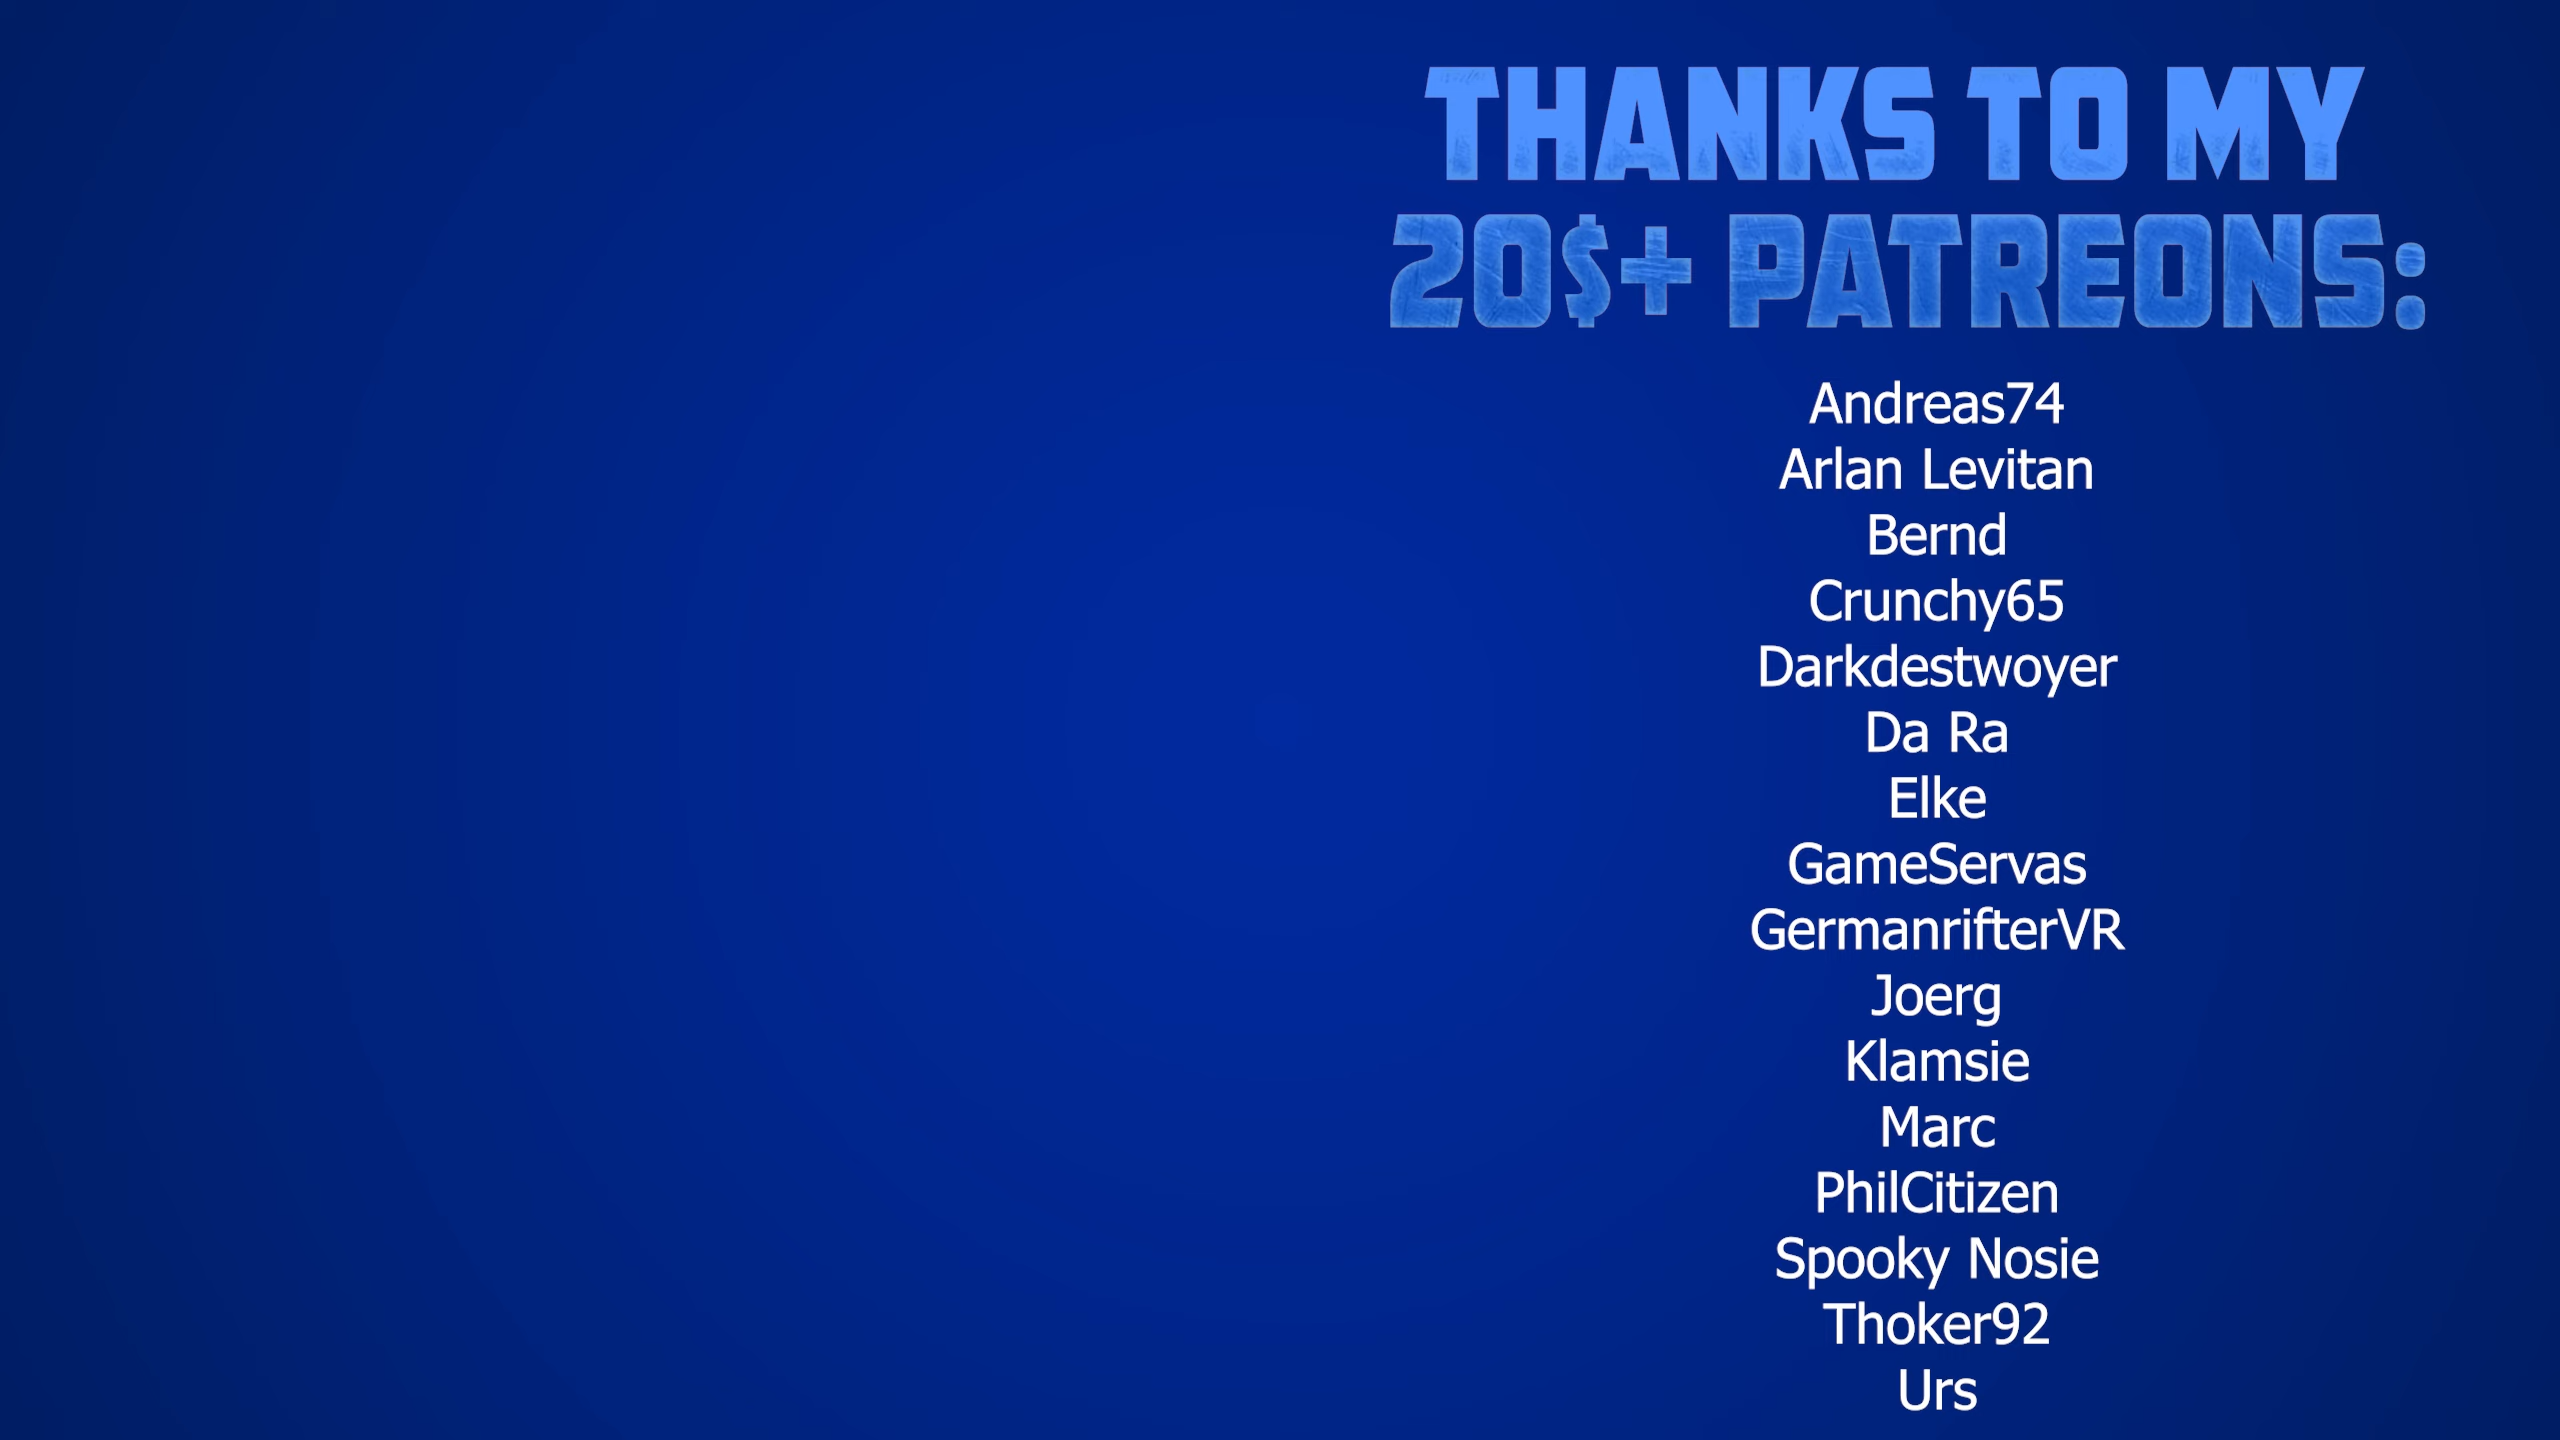 THANKS TO MY
20$+ PATREONS:
Andreas74
Arlan Levitan
Bernd
Crunchy65
Darkdestwoyer
Da Ra
Elke
GameServas
GermanrifterVR
Joerg
Klamsie
Marc
PhilCitizen
Spooky Nosie
Thoker92
Urs